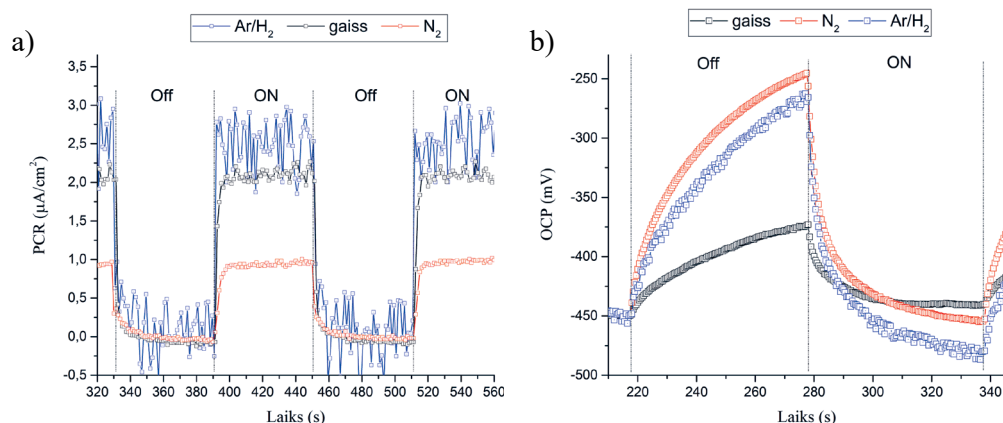 a)
Ar/H₂ gaiss N₂
Off ON Off ON
3,5
3,0
2,5
2,0
1,5
1,0
0,5
0,0
-0,5
PCR (µA/cm²)
320 340 360 380 400 420 440 460 480 500 520 540 560
Laiks (s)
b)
gaiss N₂ Ar/H₂
Off ON
-250
-300
-350
-400
-450
-500
OCP (mV)
220 240 260 280 300 320 340
Laiks (s)